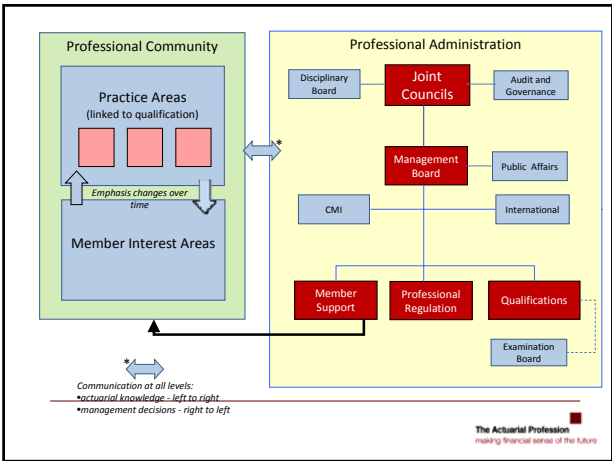 Professional Community
Practice Areas
(linked to qualification)
Emphasis changes over
time
Member Interest Areas
*
Professional Administration
Disciplinary
Board
Joint
Councils
Audit and
Governance
Management
Board
Public Affairs
CMI
International
Member
Support
Professional
Regulation
Qualifications
Examination
Board
*
Communication at all levels:
•actuarial knowledge - left to right
•management decisions - right to left
The Actuarial Profession
making financial sense of the future